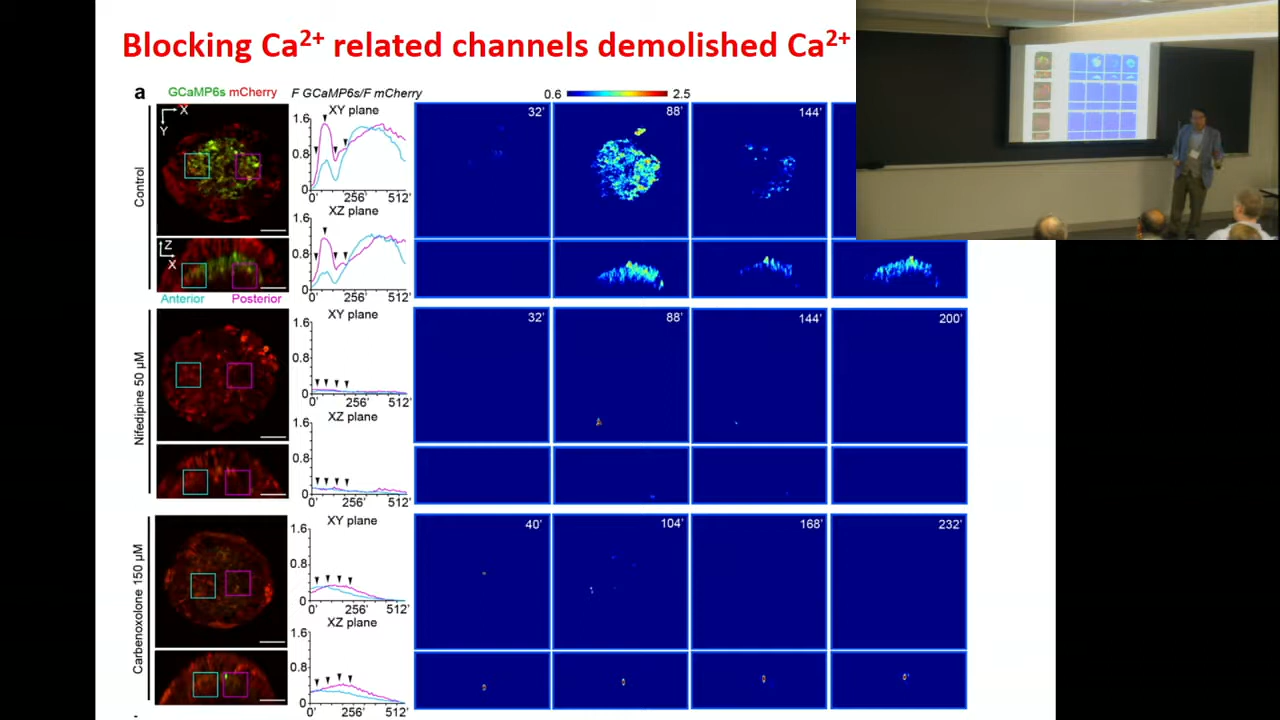 Blocking Ca2+ related channels demolished Ca2+
a
GCaMP6s mCherry
F GCaMP6s/F mCherry
0.6 2.5
Control
X
Y
XY plane
1.6
0.8
0
0' 256' 512'
32'
88'
144'
Z
X
XZ plane
1.6
0.8
0
0' 256' 512'
Anterior Posterior
Nifedipine 50 µM
XY plane
1.6
0.8
0
0' 256' 512'
32'
88'
144'
200'
XZ plane
1.6
0.8
0
0' 256' 512'
Carbenoxolone 150 µM
XY plane
1.6
0.8
0
0' 256' 512'
40'
104'
168'
232'
XZ plane
1.6
0.8
0
0' 256' 512'